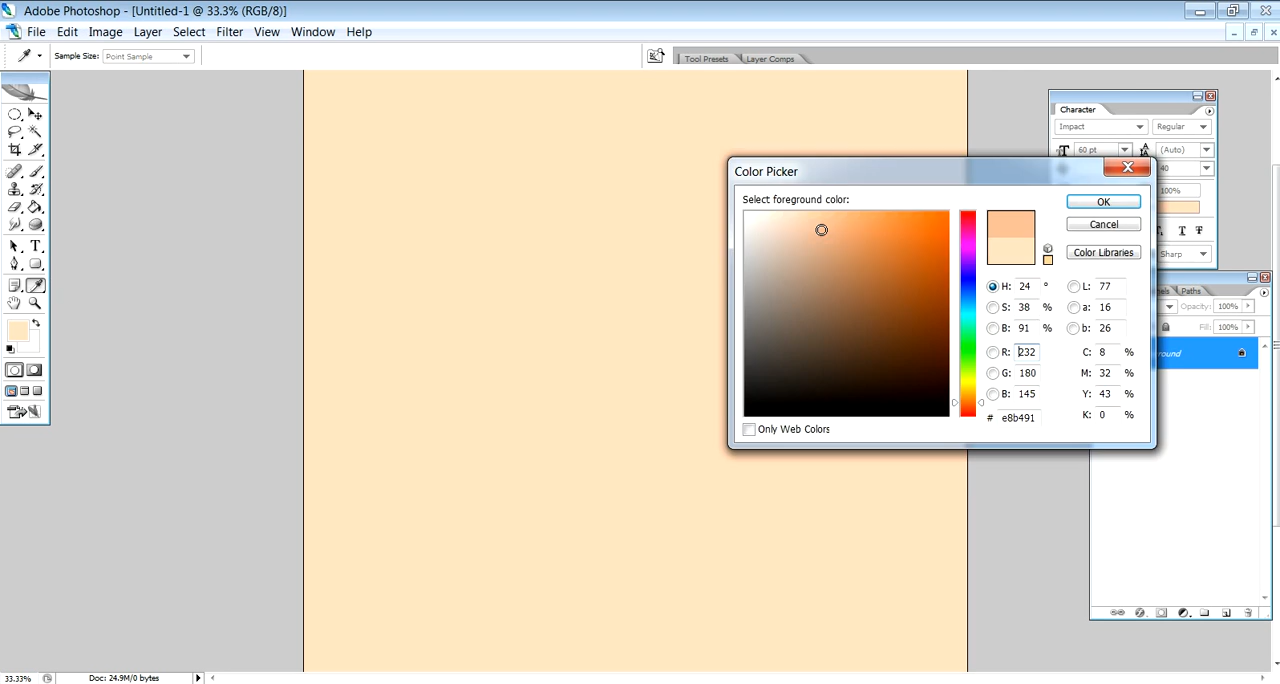 Adobe Photoshop - [Untitled-1 @ 33.3% (RGB/8)]
File Edit Image Layer Select Filter View Window Help
Sample Size: Point Sample
Tool Presets Layer Comps
Character
Impact Regular
60 pt (Auto)
40
100%
T T
Sharp
Color Picker
Select foreground color:
OK
Cancel
Color Libraries
H: 24 °
S: 38 %
B: 91 %
R: 232
G: 180
B: 145
# e8b491
L: 77
a: 16
b: 26
C: 8 %
M: 32 %
Y: 43 %
K: 0 %
Only Web Colors
nels Paths
Opacity: 100%
Fill: 100%
round
33.33% Doc: 24.9M/0 bytes